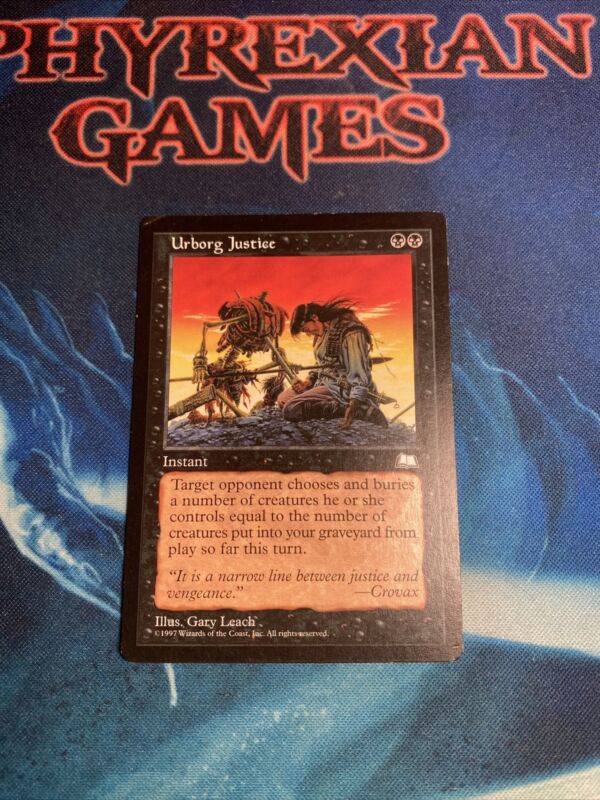 PHYREXIAN
GAMES
Urborg Justice
Instant
Target opponent chooses and buries
a number of creatures he or she
controls equal to the number of
creatures put into your graveyard from
play so far this turn.
"It is a narrow line between justice and
vengeance." —Crovax
Illus. Gary Leach
©1997 Wizards of the Coast, Inc. All rights reserved.